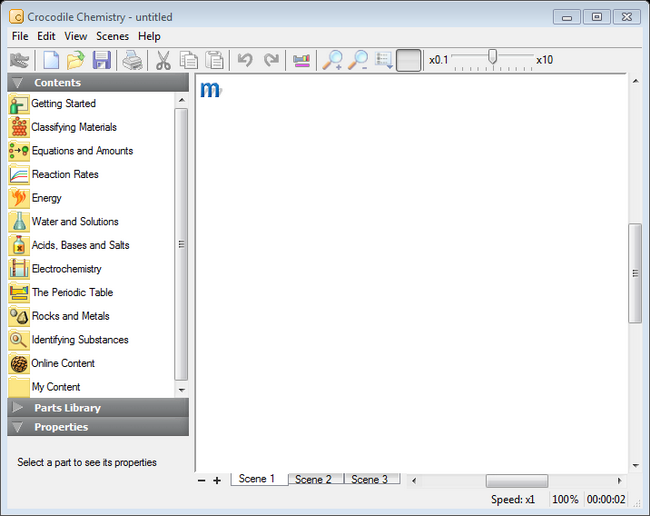 Crocodile Chemistry - untitled
File Edit View Scenes Help
x0.1 x10
Contents
Getting Started
Classifying Materials
Equations and Amounts
Reaction Rates
Energy
Water and Solutions
Acids, Bases and Salts
Electrochemistry
The Periodic Table
Rocks and Metals
Identifying Substances
Online Content
My Content
Parts Library
Properties
Select a part to see its properties
m
Scene 1 Scene 2 Scene 3
Speed: x1 100% 00:00:02